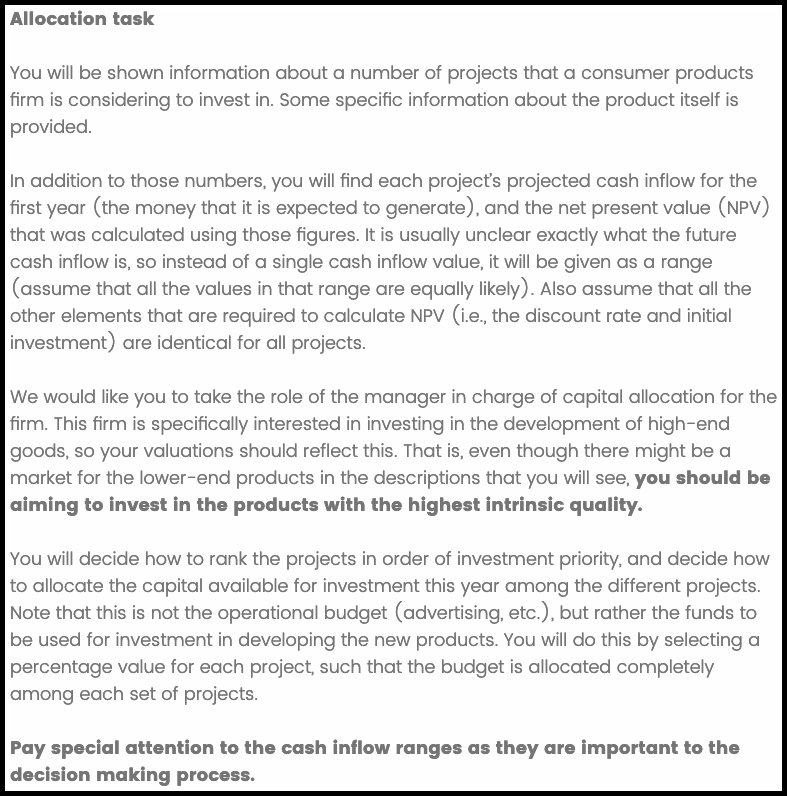 Allocation task
You will be shown information about a number of projects that a consumer products
firm is considering to invest in. Some specific information about the product itself is
provided.
In addition to those numbers, you will find each project's projected cash inflow for the
first year (the money that it is expected to generate), and the net present value (NPV)
that was calculated using those figures. It is usually unclear exactly what the future
cash inflow is, so instead of a single cash inflow value, it will be given as a range
(assume that all the values in that range are equally likely). Also assume that all the
other elements that are required to calculate NPV (i.e., the discount rate and initial
investment) are identical for all projects.
We would like you to take the role of the manager in charge of capital allocation for the
firm. This firm is specifically interested in investing in the development of high-end
goods, so your valuations should reflect this. That is, even though there might be a
market for the lower-end products in the descriptions that you will see, you should be
aiming to invest in the products with the highest intrinsic quality.
You will decide how to rank the projects in order of investment priority, and decide how
to allocate the capital available for investment this year among the different projects.
Note that this is not the operational budget (advertising, etc.), but rather the funds to
be used for investment in developing the new products. You will do this by selecting a
percentage value for each project, such that the budget is allocated completely
among each set of projects.
Pay special attention to the cash inflow ranges as they are important to the
decision making process.